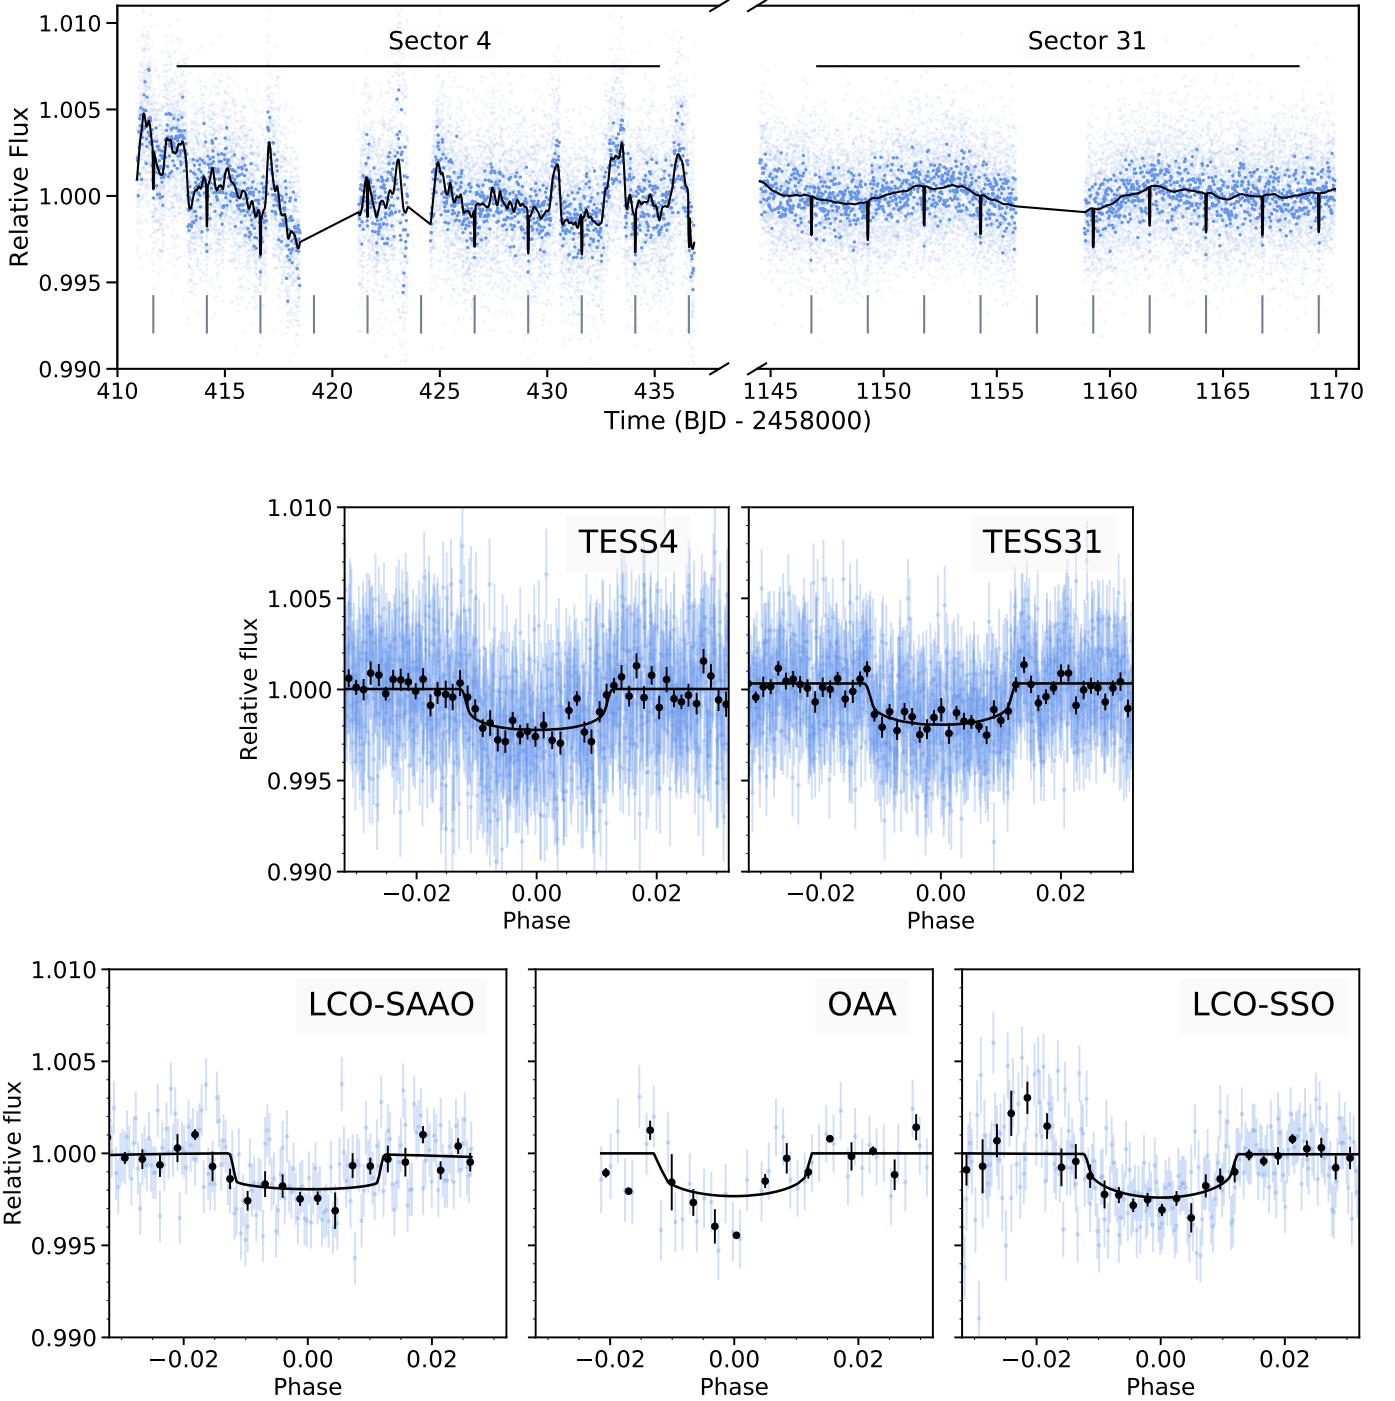 1.010
1.005
1.000
0.995
0.990
Relative Flux
Sector 4
Sector 31
410 415 420 425 430 435 1145 1150 1155 1160 1165 1170
Time (BJD - 2458000)
1.010
1.005
1.000
0.995
0.990
Relative flux
TESS4
TESS31
−0.02 0.00 0.02 −0.02 0.00 0.02
Phase Phase
1.010
1.005
1.000
0.995
0.990
Relative flux
LCO-SAAO
OAA
LCO-SSO
−0.02 0.00 0.02 −0.02 0.00 0.02 −0.02 0.00 0.02
Phase Phase Phase